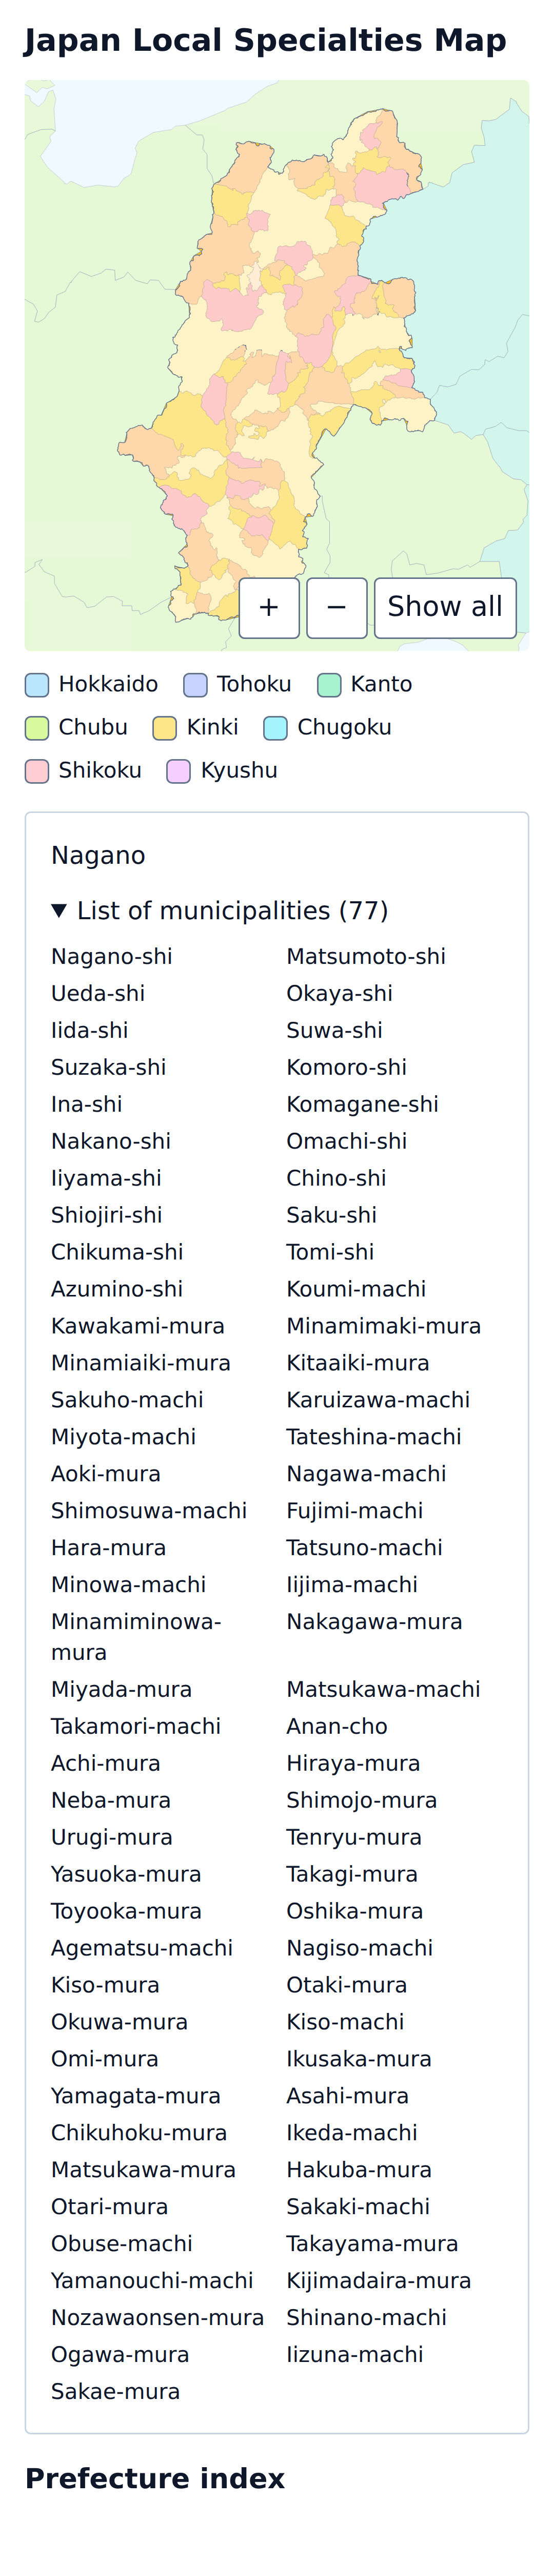 Japan Local Specialties Map
+ − Show all
Hokkaido Tohoku Kanto
Chubu Kinki Chugoku
Shikoku Kyushu
Nagano
▼ List of municipalities (77)
Nagano-shi Matsumoto-shi
Ueda-shi Okaya-shi
Iida-shi Suwa-shi
Suzaka-shi Komoro-shi
Ina-shi Komagane-shi
Nakano-shi Omachi-shi
Iiyama-shi Chino-shi
Shiojiri-shi Saku-shi
Chikuma-shi Tomi-shi
Azumino-shi Koumi-machi
Kawakami-mura Minamimaki-mura
Minamiaiki-mura Kitaaiki-mura
Sakuho-machi Karuizawa-machi
Miyota-machi Tateshina-machi
Aoki-mura Nagawa-machi
Shimosuwa-machi Fujimi-machi
Hara-mura Tatsuno-machi
Minowa-machi Iijima-machi
Minamiminowa- Nakagawa-mura
mura
Miyada-mura Matsukawa-machi
Takamori-machi Anan-cho
Achi-mura Hiraya-mura
Neba-mura Shimojo-mura
Urugi-mura Tenryu-mura
Yasuoka-mura Takagi-mura
Toyooka-mura Oshika-mura
Agematsu-machi Nagiso-machi
Kiso-mura Otaki-mura
Okuwa-mura Kiso-machi
Omi-mura Ikusaka-mura
Yamagata-mura Asahi-mura
Chikuhoku-mura Ikeda-machi
Matsukawa-mura Hakuba-mura
Otari-mura Sakaki-machi
Obuse-machi Takayama-mura
Yamanouchi-machi Kijimadaira-mura
Nozawaonsen-mura Shinano-machi
Ogawa-mura Iizuna-machi
Sakae-mura
Prefecture index